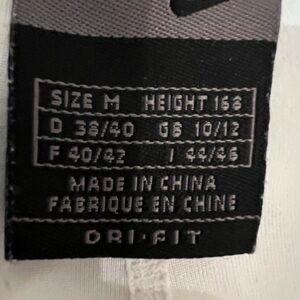 SIZE M HEIGHT 168
D 38/40 GB 10/12
F 40/42 I 44/46
MADE IN CHINA
FABRIQUE EN CHINE
DRI-FIT